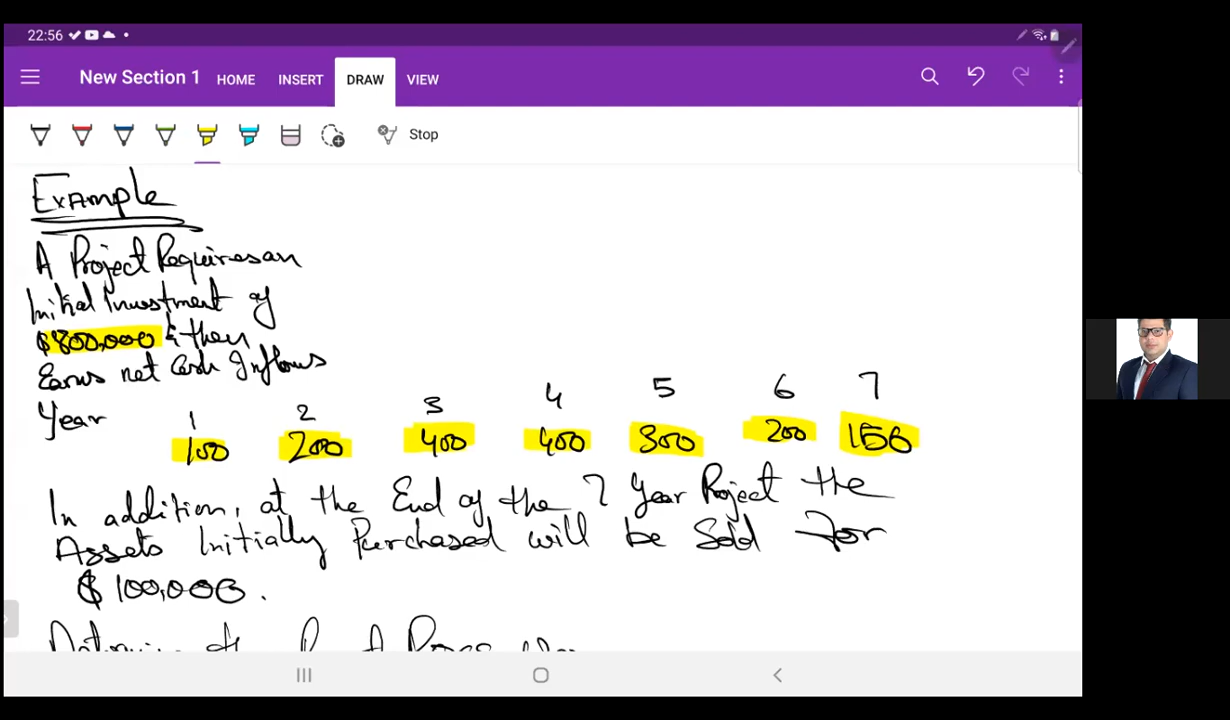 22:56
New Section 1 HOME INSERT DRAW VIEW
Stop
Example
A Project Requires an
Initial Investment of
$800,000 & then
Earns net Cash Inflows
Year 1 2 3 4 5 6 7
100 200 400 400 300 200 150
In addition, at the End of the 7 Year Project the
Assets Initially Purchased will be Sold for
$100,000.